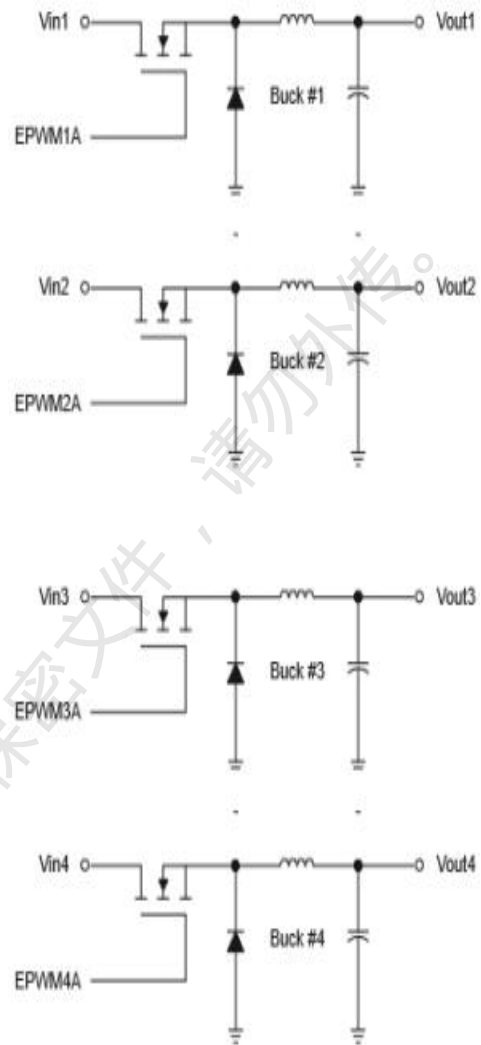 Vin1 Vout1
Buck #1
EPWM1A
Vin2 Vout2
Buck #2
EPWM2A
Vin3 Vout3
Buck #3
EPWM3A
Vin4 Vout4
Buck #4
EPWM4A
保密文件,请勿外传。